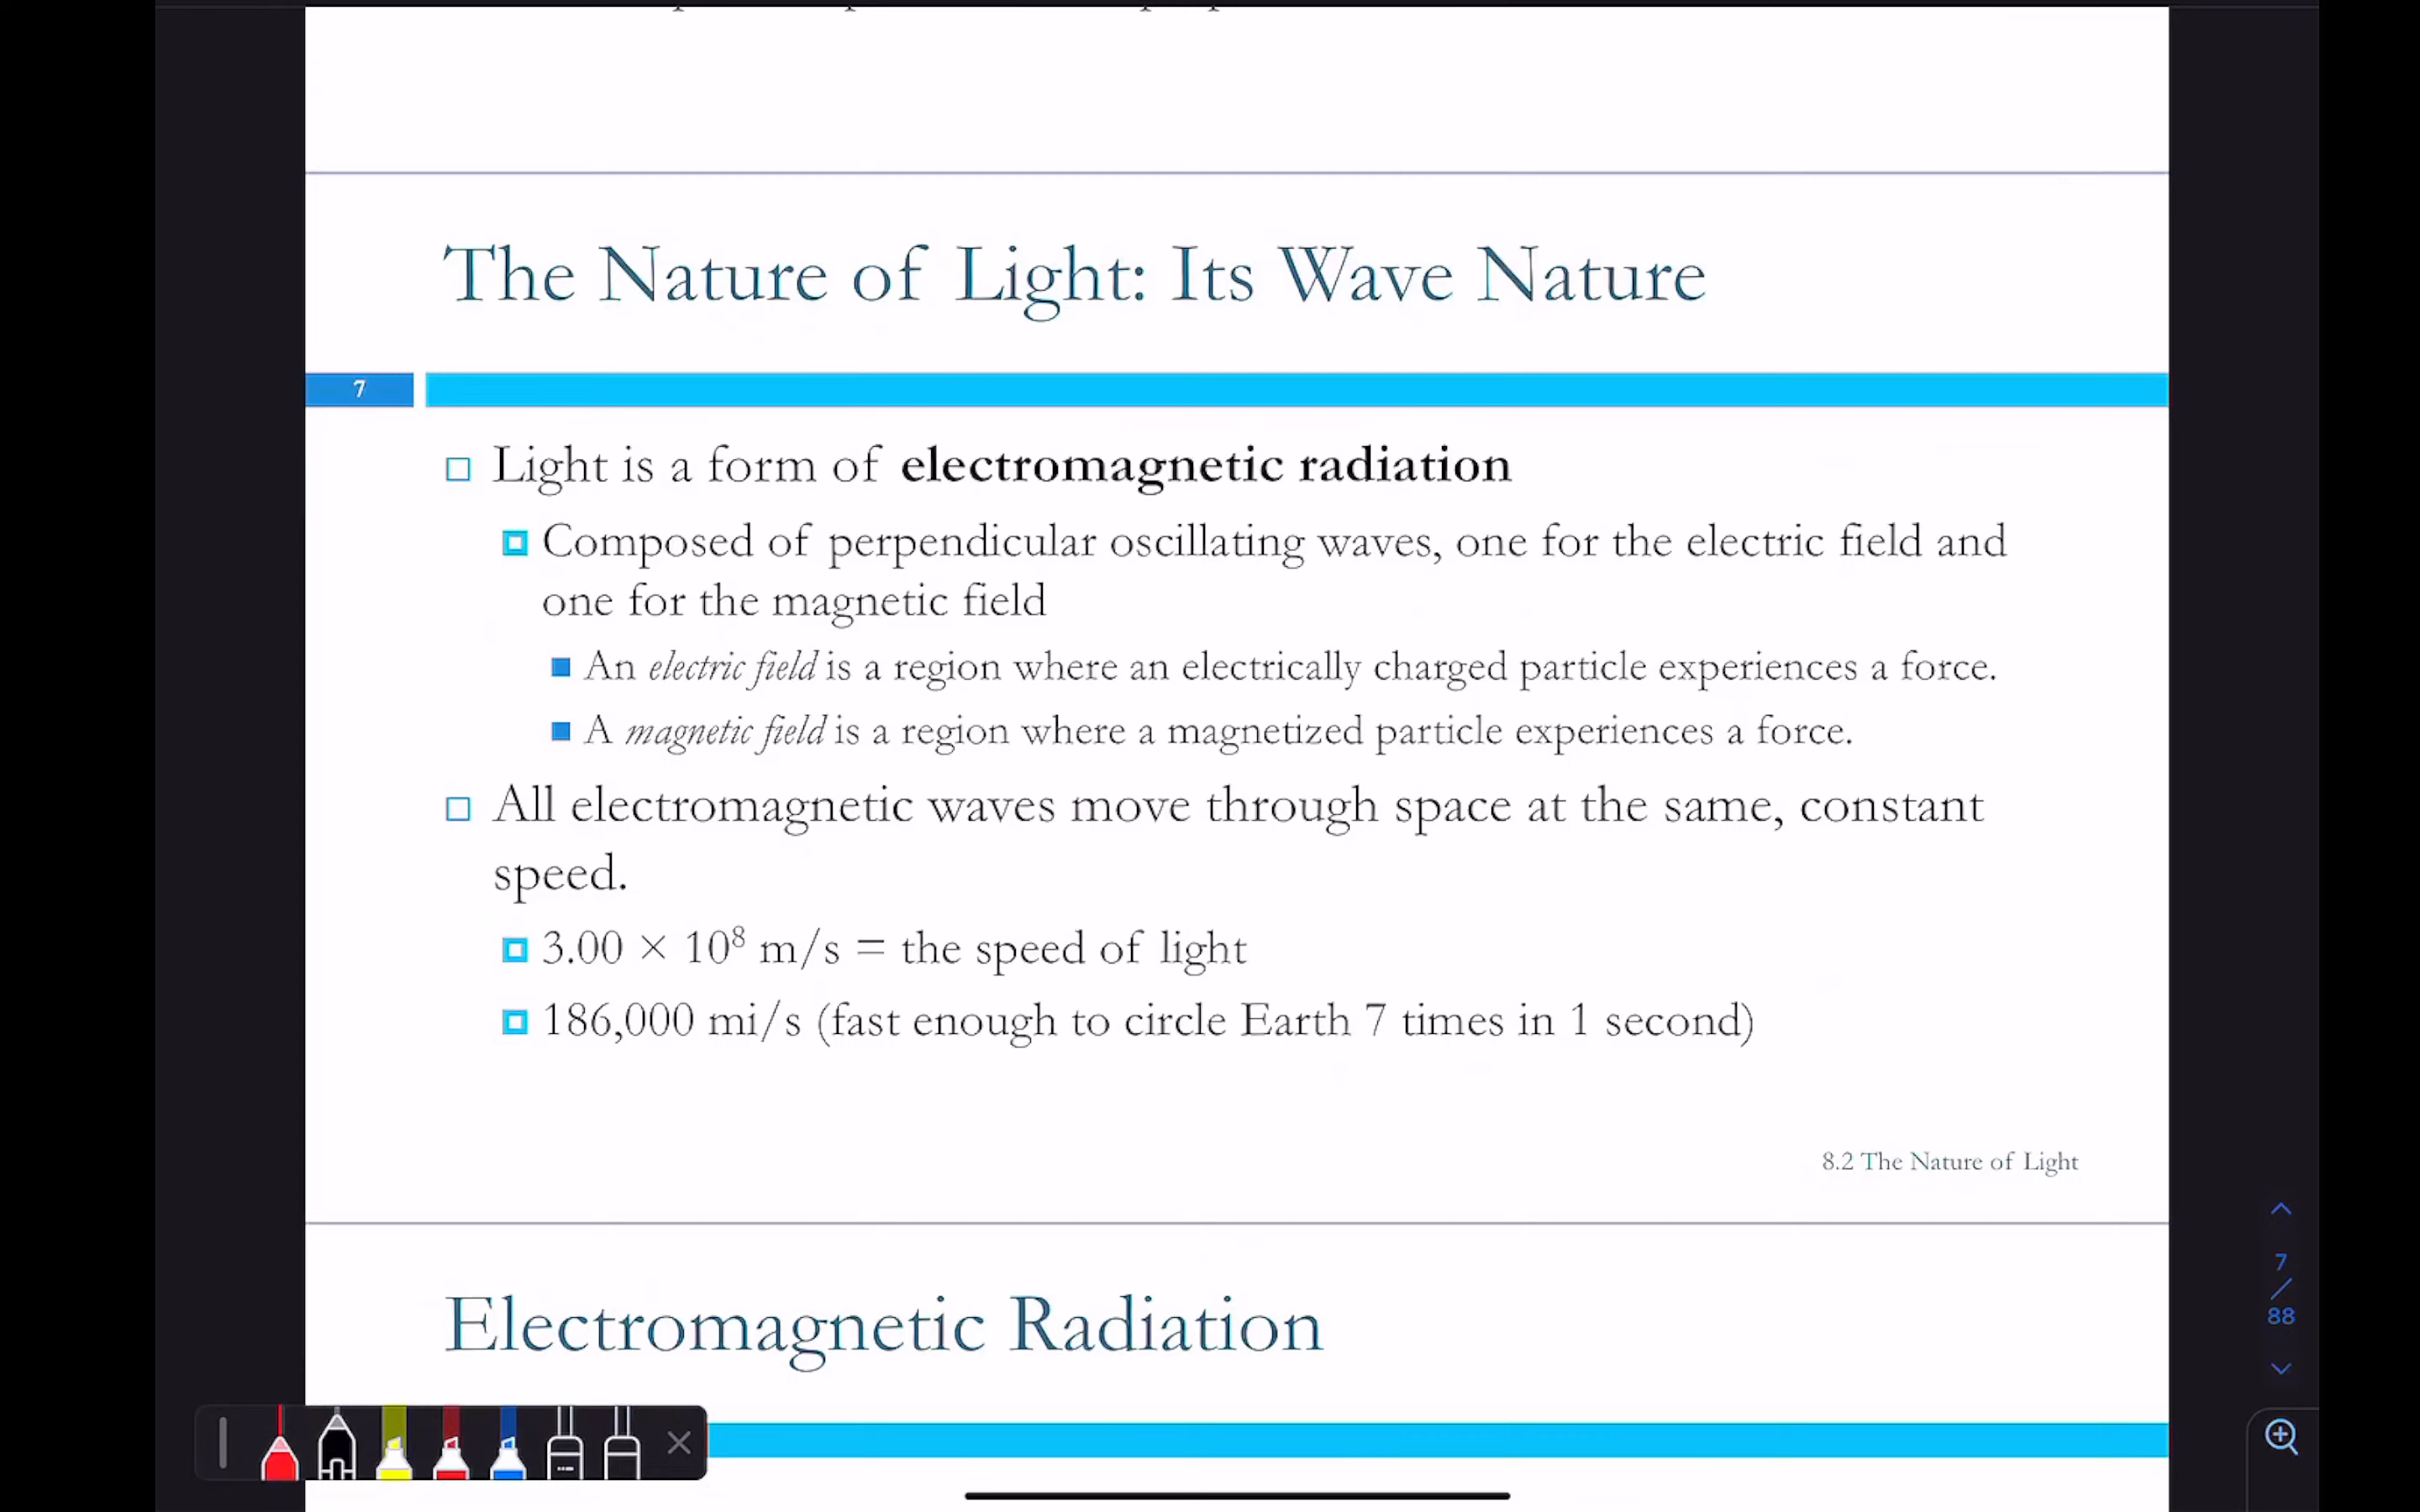 The Nature of Light: Its Wave Nature
7
Light is a form of electromagnetic radiation
Composed of perpendicular oscillating waves, one for the electric field and
one for the magnetic field
An electric field is a region where an electrically charged particle experiences a force.
A magnetic field is a region where a magnetized particle experiences a force.
All electromagnetic waves move through space at the same, constant
speed.
3.00 × 10⁸ m/s = the speed of light
186,000 mi/s (fast enough to circle Earth 7 times in 1 second)
8.2 The Nature of Light
7
/
88
Electromagnetic Radiation